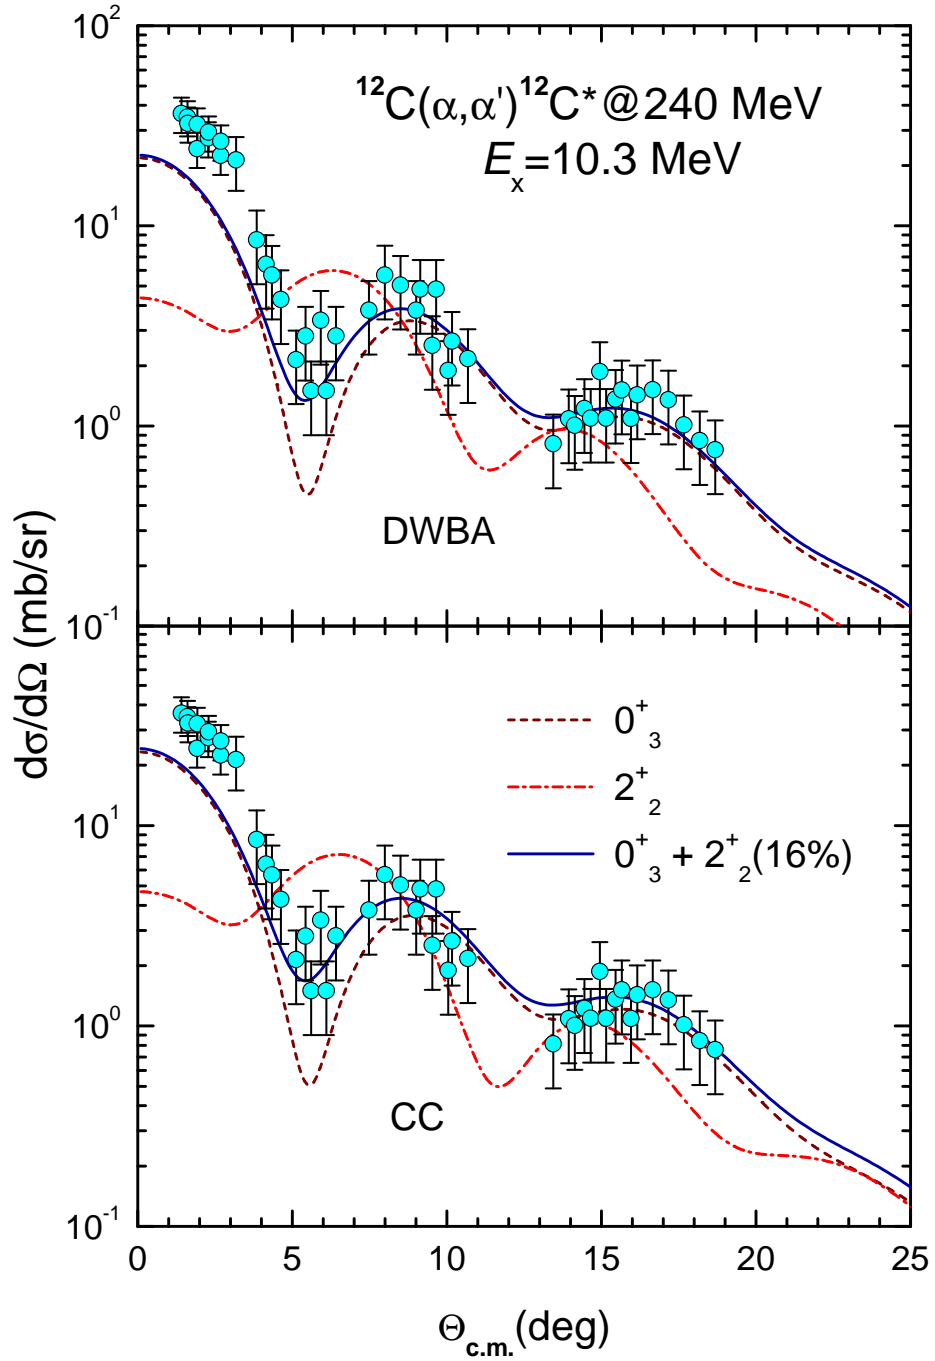 ¹²C(α,α')¹²C* @240 MeV
Eₓ=10.3 MeV
10²
10¹
10⁰
10⁻¹
DWBA
dσ/dΩ (mb/sr)
0⁺₃
2⁺₂
0⁺₃ + 2⁺₂(16%)
10¹
10⁰
10⁻¹
CC
0 5 10 15 20 25
Θc.m.(deg)